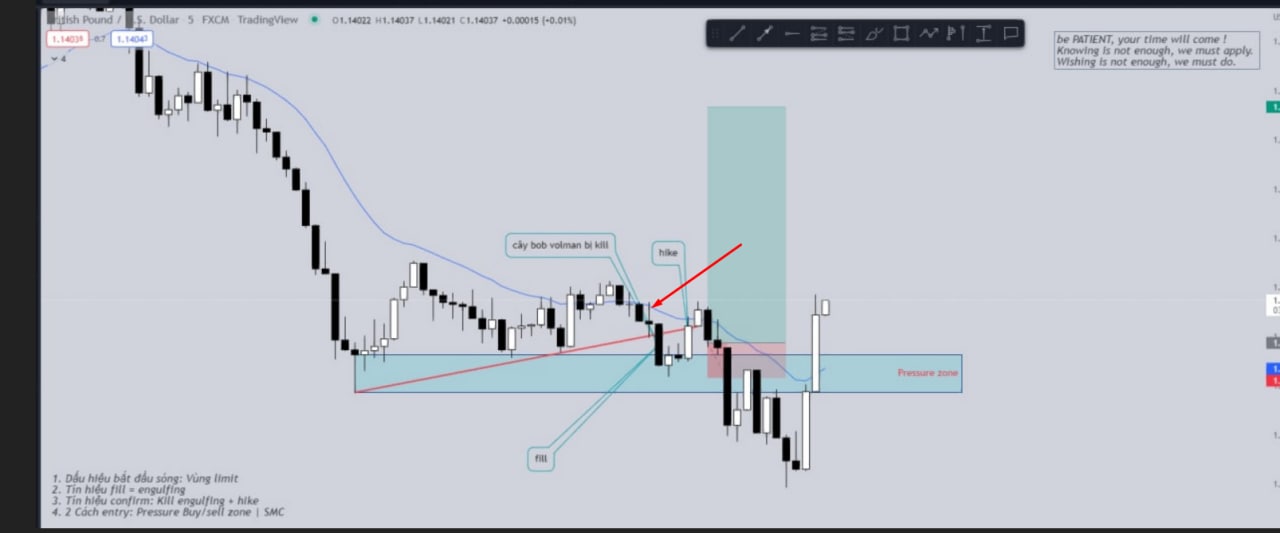 British Pound / U.S. Dollar · 5 · FXCM · TradingView O1.14022 H1.14037 L1.14021 C1.14037 +0.00015 (+0.01%)
1.14036 0.7 1.14043
4
be PATIENT, your time will come !
Knowing is not enough, we must apply.
Wishing is not enough, we must do.
cây bob volman bị kill
hike
Pressure zone
fill
1. Dấu hiệu bắt đầu sóng: Vùng limit
2. Tín hiệu fill = engulfing
3. Tín hiệu confirm: Kill engulfing + hike
4. 2 Cách entry: Pressure Buy/sell zone | SMC